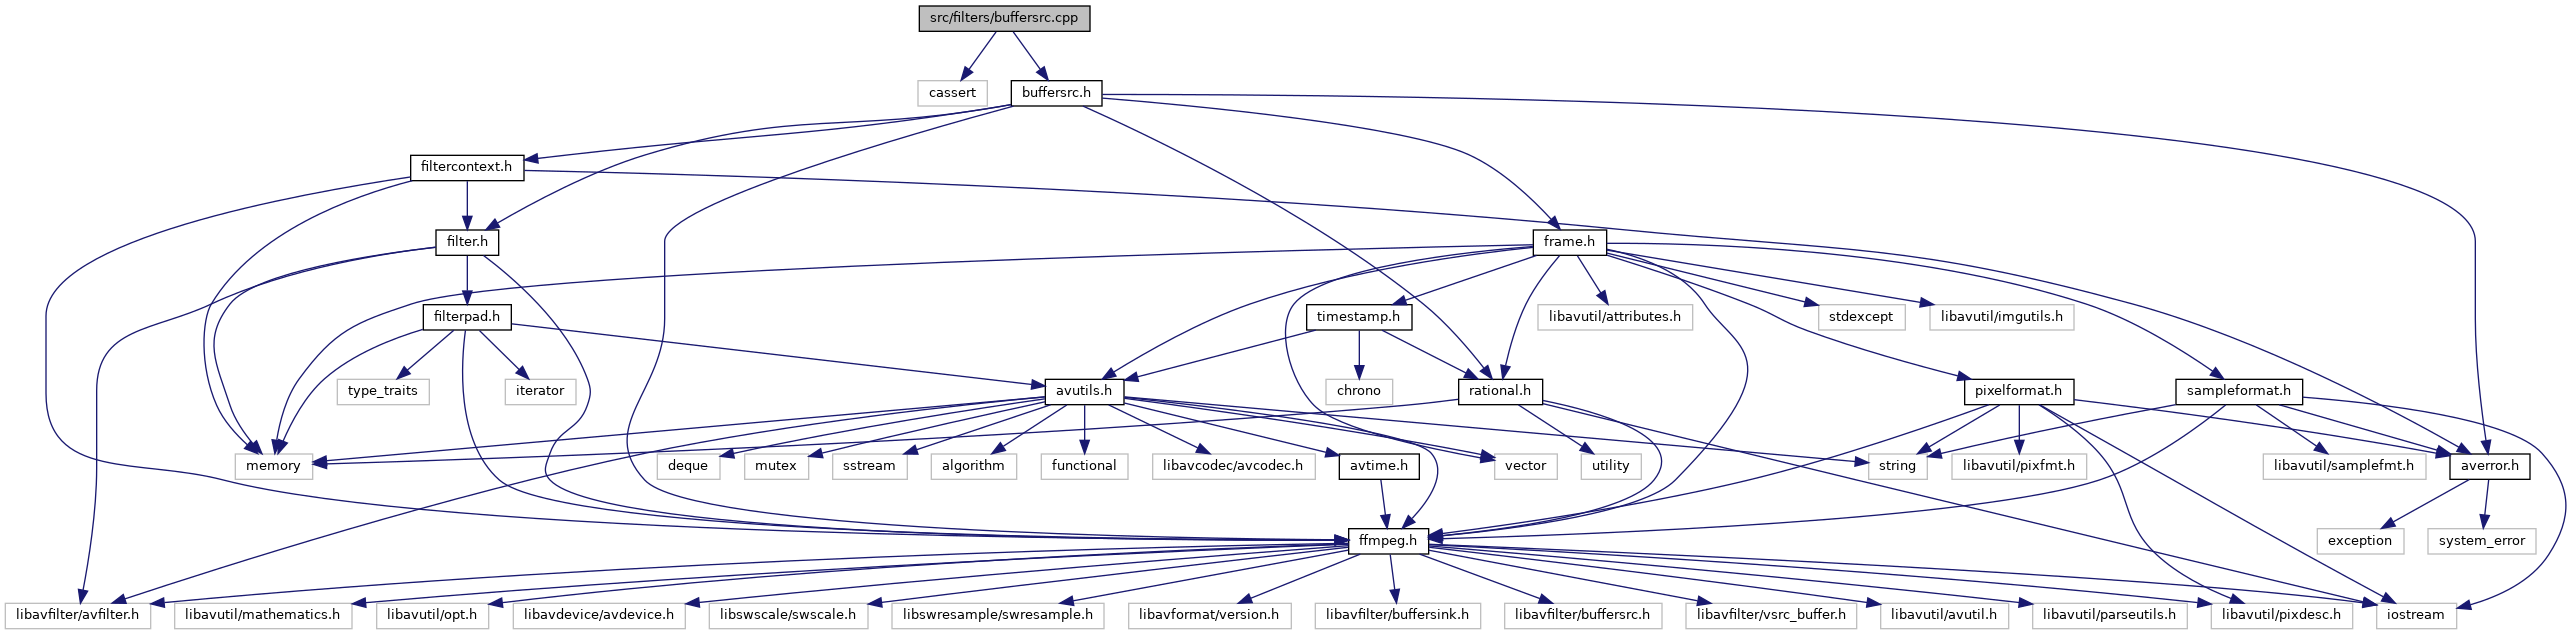 src/filters/buffersrc.cpp
cassert
buffersrc.h
filtercontext.h
filter.h
frame.h
filterpad.h
timestamp.h
libavutil/attributes.h
stdexcept
libavutil/imgutils.h
type_traits
iterator
avutils.h
chrono
rational.h
pixelformat.h
sampleformat.h
memory
deque
mutex
sstream
algorithm
functional
libavcodec/avcodec.h
avtime.h
vector
utility
string
libavutil/pixfmt.h
libavutil/samplefmt.h
averror.h
ffmpeg.h
exception
system_error
libavfilter/avfilter.h
libavutil/mathematics.h
libavutil/opt.h
libavdevice/avdevice.h
libswscale/swscale.h
libswresample/swresample.h
libavformat/version.h
libavfilter/buffersink.h
libavfilter/buffersrc.h
libavfilter/vsrc_buffer.h
libavutil/avutil.h
libavutil/parseutils.h
libavutil/pixdesc.h
iostream